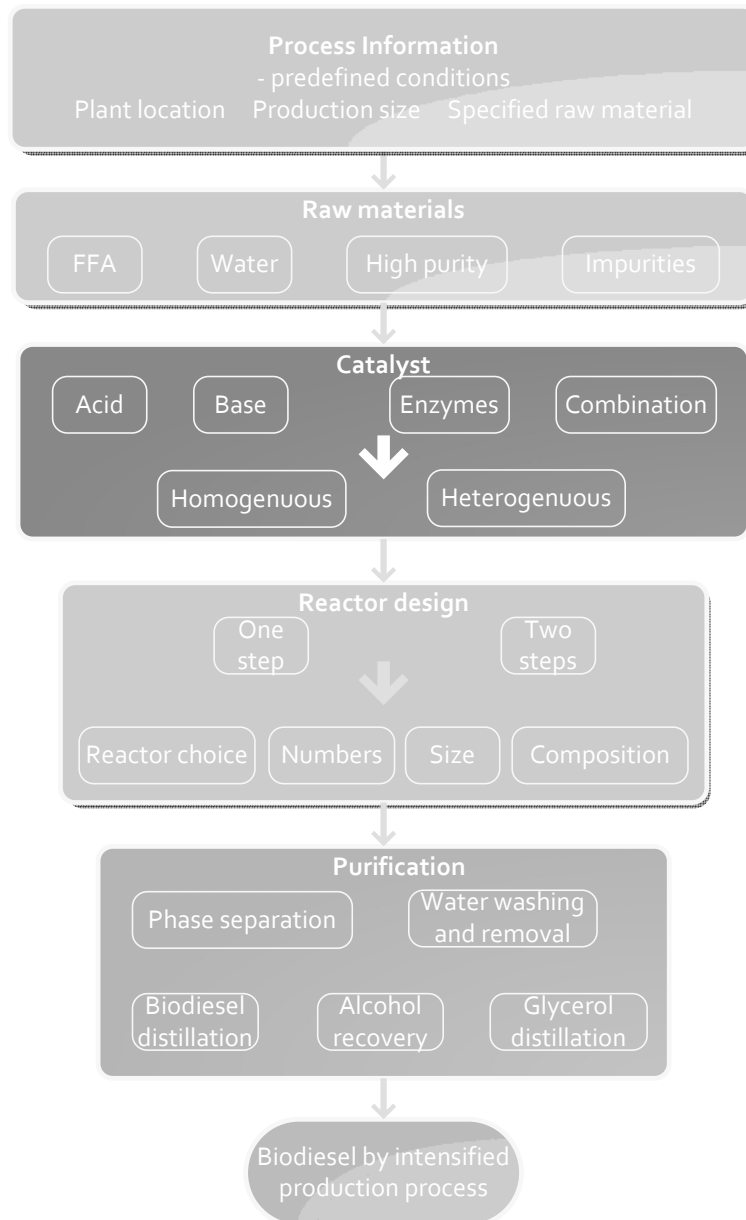 Process Information
- predefined conditions
Plant location Production size Specified raw material
Raw materials
FFA Water High purity Impurities
Catalyst
Acid Base Enzymes Combination
Homogenuous Heterogenuous
Reactor design
One step
Two steps
Reactor choice Numbers Size Composition
Purification
Phase separation
Water washing
and removal
Biodiesel
distillation
Alcohol
recovery
Glycerol
distillation
Biodiesel by intensified
production process